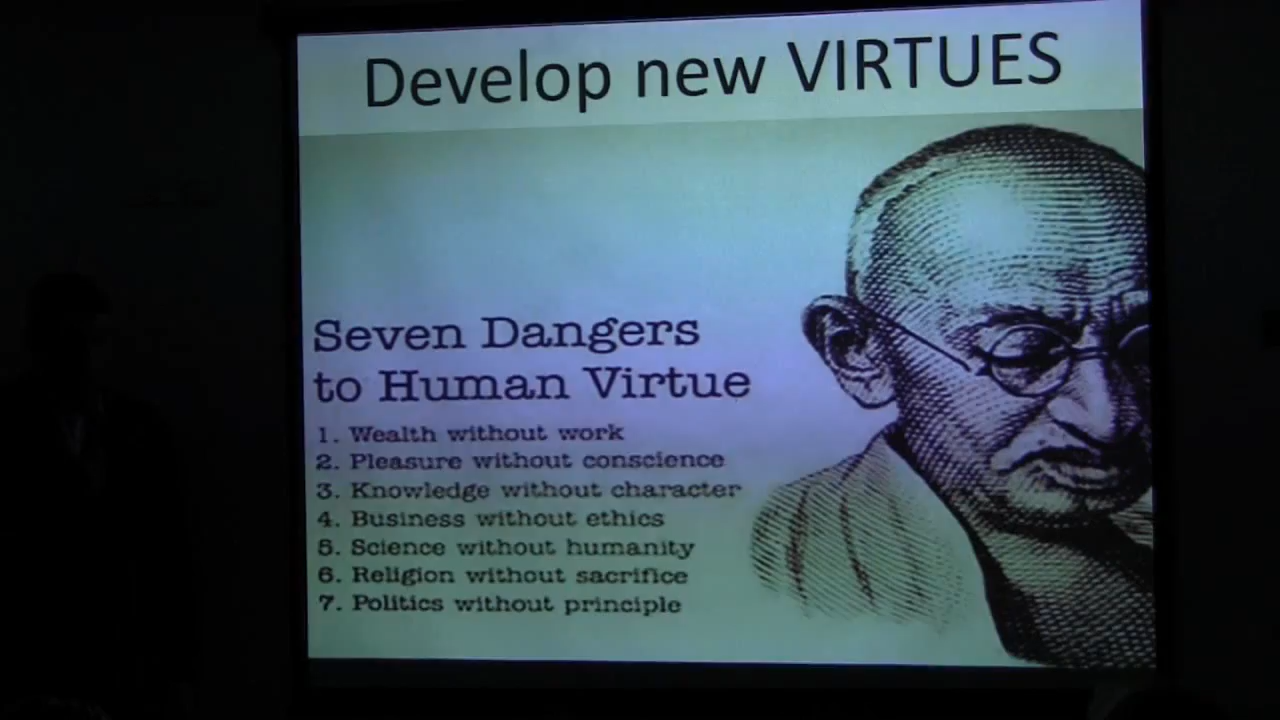 Develop new VIRTUES
Seven Dangers
to Human Virtue
1. Wealth without work
2. Pleasure without conscience
3. Knowledge without character
4. Business without ethics
5. Science without humanity
6. Religion without sacrifice
7. Politics without principle